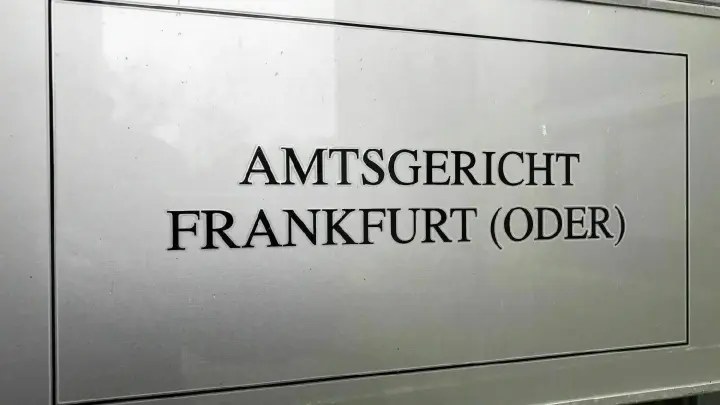 AMTSGERICHT
FRANKFURT (ODER)